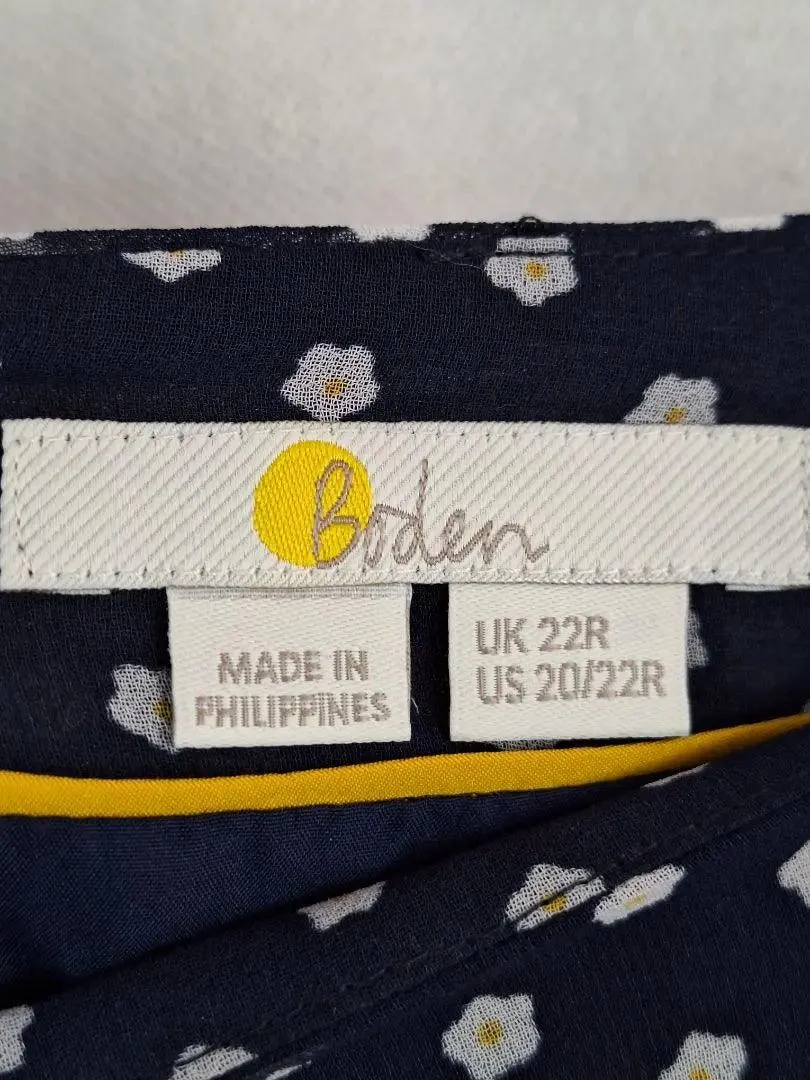 Boden
MADE IN
PHILIPPINES
UK 22R
US 20/22R